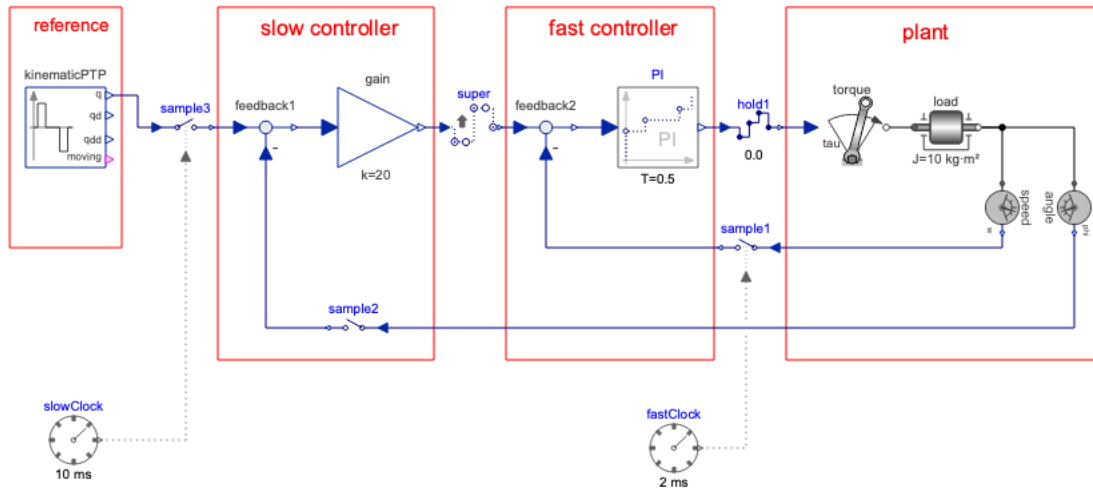 reference
slow controller
fast controller
plant
kinematicPTP
q
qd
qdd
moving
sample3
feedback1
-
gain
k=20
super
feedback2
-
PI
PI
T=0.5
hold1
0.0
torque
tau
load
J=10 kg·m²
speed
w
angle
phi
sample1
sample2
slowClock
10 ms
fastClock
2 ms